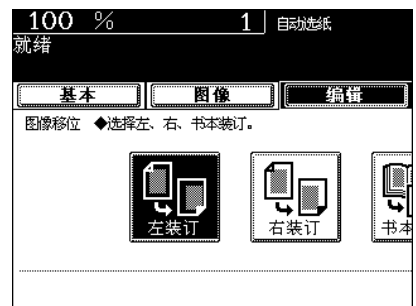 100 % 1 自动选纸
就绪
基本 图像 编辑
图像移位 ◆选择左、右、书本装订。
左装订 右装订 书本